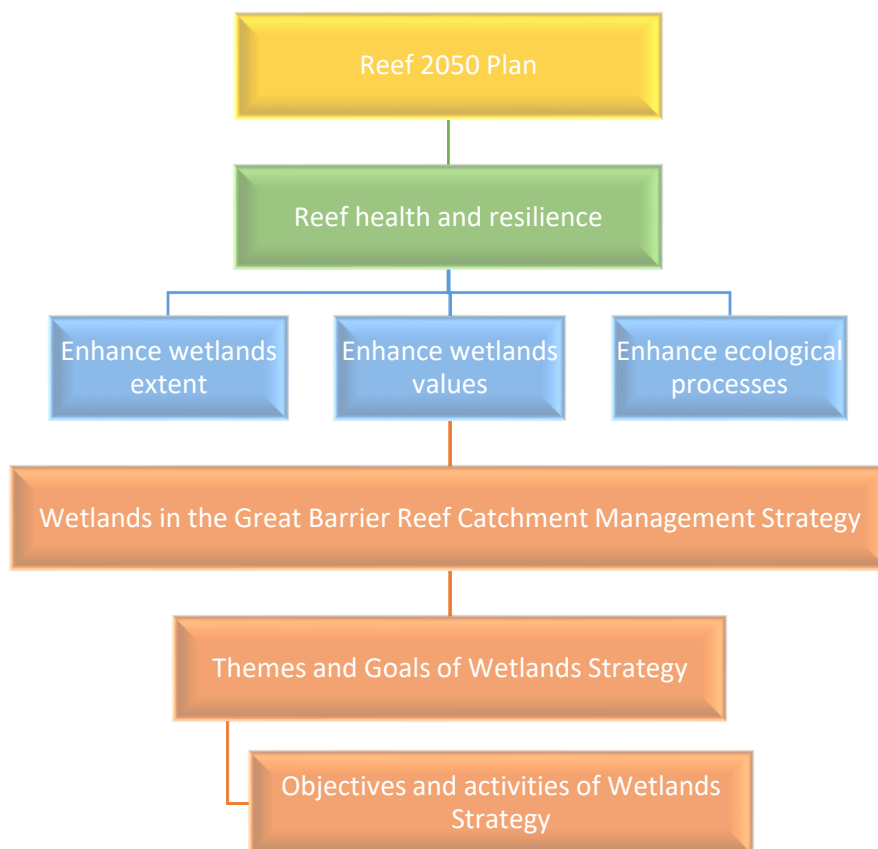 Reef 2050 Plan
Reef health and resilience
Enhance wetlands
extent
Enhance wetlands
values
Enhance ecological
processes
Wetlands in the Great Barrier Reef Catchment Management Strategy
Themes and Goals of Wetlands Strategy
Objectives and activities of Wetlands
Strategy